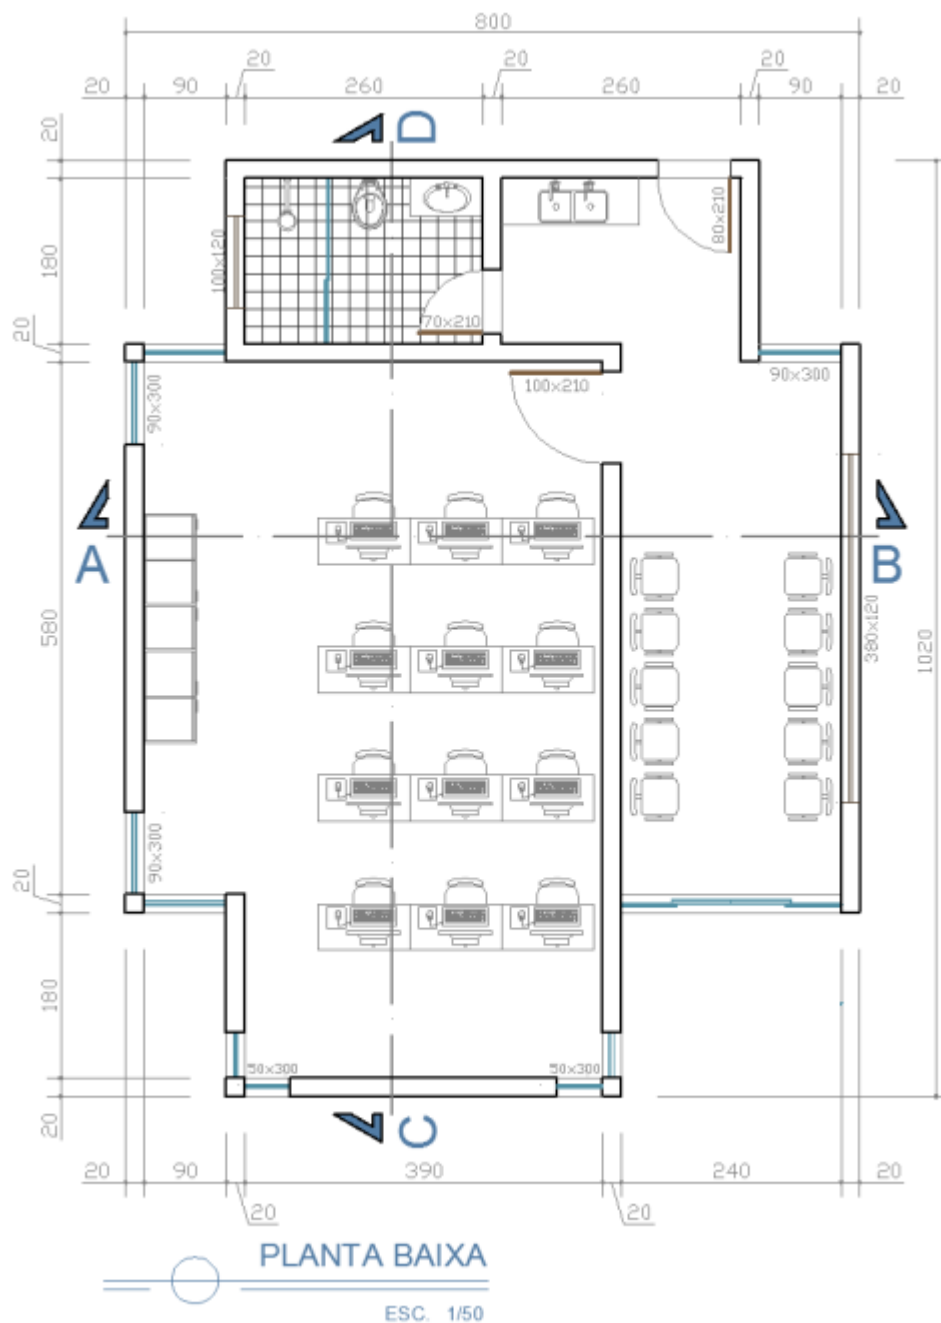 800
20 90 20 260 20 260 20 90 20
20
D
180
100x120
80x210
70x210
20
90x300
100x210
90x300
A
B
580
380x120
1020
90x300
20
180
50x300
50x300
20
C
20 90 20 390 20 240 20
PLANTA BAIXA
ESC. 1/50